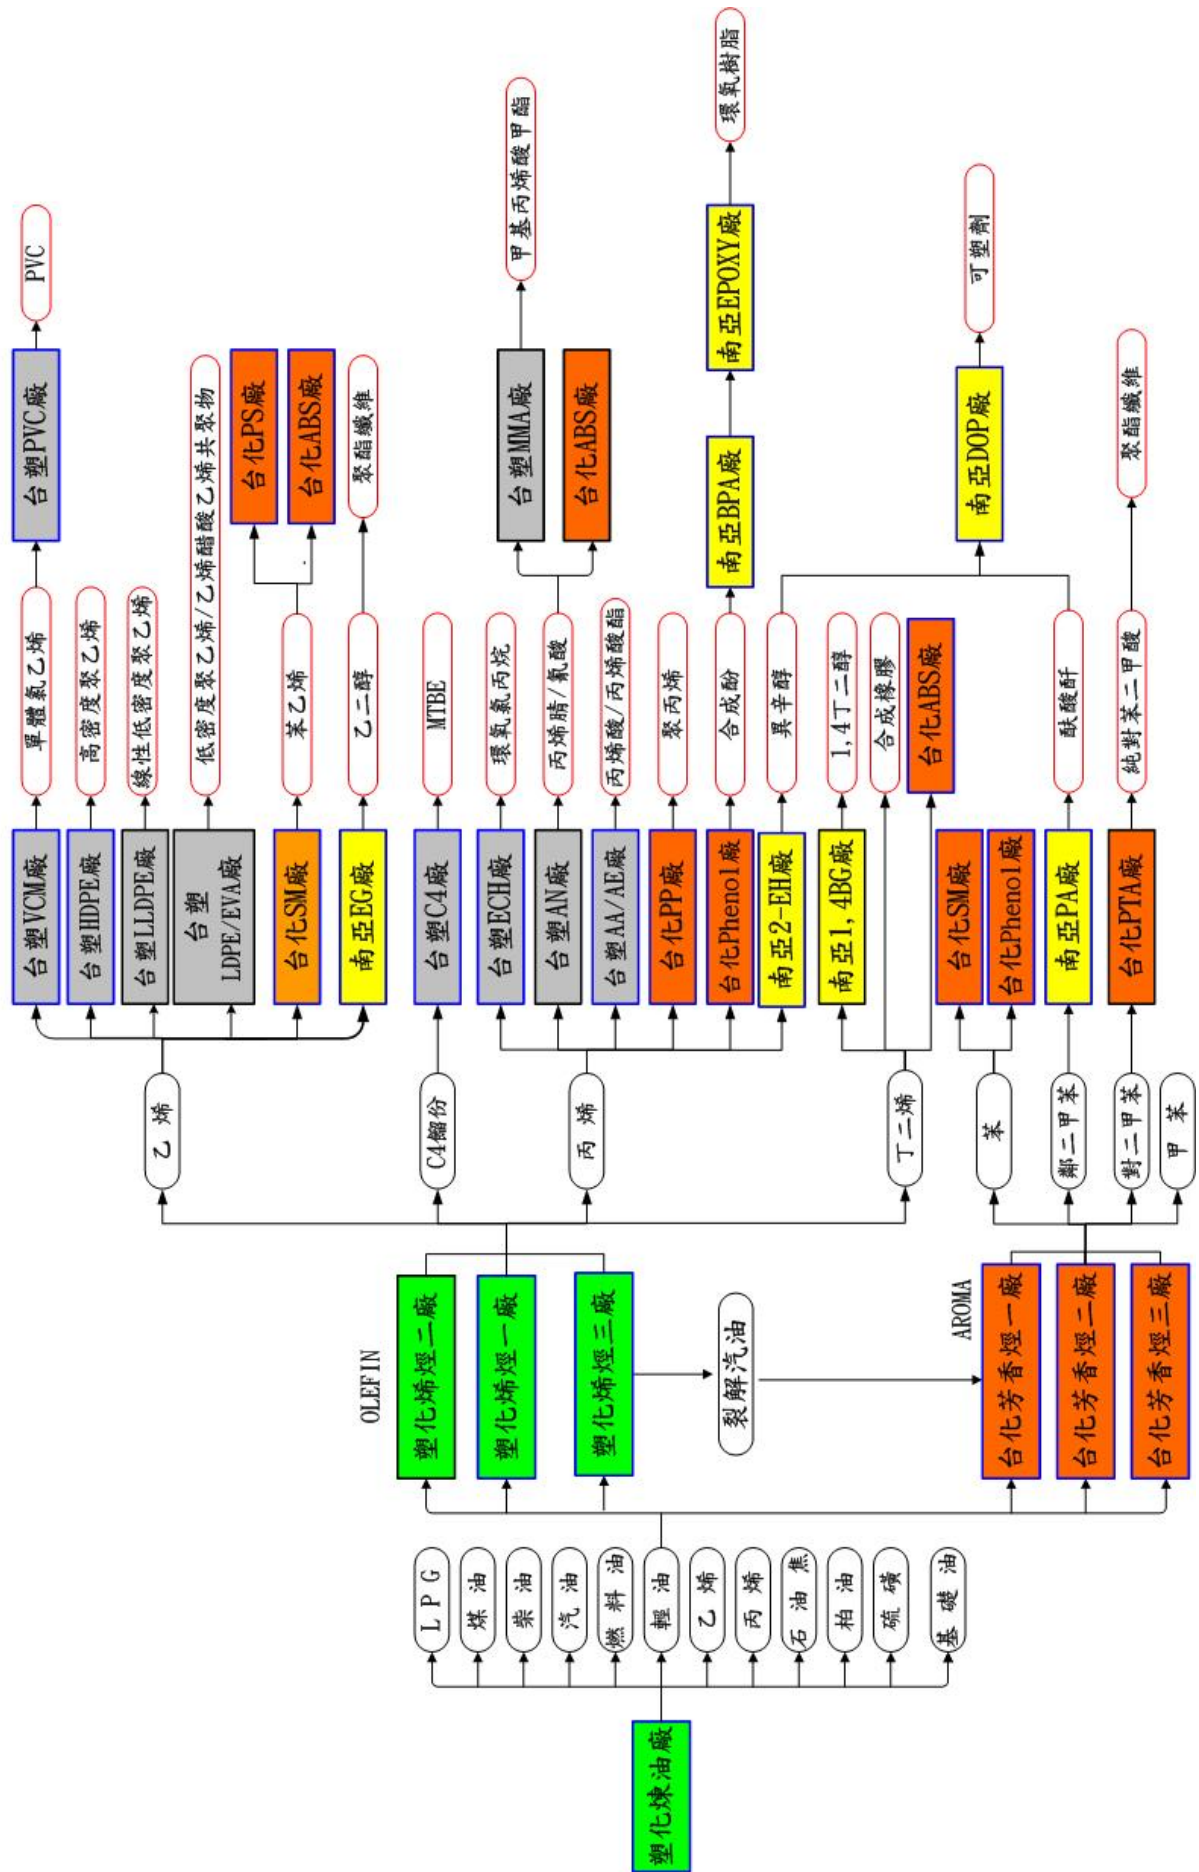 塑化煉油廠
L P G
煤 油
柴 油
汽 油
燃 料 油
輕 油
乙 烯
丙 烯
石 油 焦
柏 油
硫 磺
基 礎 油
OLEFIN
塑化烯烴二廠
塑化烯烴一廠
塑化烯烴三廠
裂解汽油
AROMA
台化芳香烴一廠
台化芳香烴二廠
台化芳香烴三廠
乙 烯
C4餾份
丙 烯
丁二烯
苯
鄰二甲苯
對二甲苯
甲 苯
台塑VCM廠
台塑HDPE廠
台塑LLDPE廠
台塑
LDPE/EVA廠
台化SM廠
南亞EG廠
台塑C4廠
台塑ECH廠
台塑AN廠
台塑AA/AE廠
台化PP廠
台化Phenol廠
南亞2-EH廠
南亞1,4BG廠
台化SM廠
台化Phenol廠
南亞PA廠
台化PTA廠
單體氯乙烯
高密度聚乙烯
線性低密度聚乙烯
低密度聚乙烯/乙烯醋酸乙烯共聚物
苯乙烯
乙二醇
MTBE
環氧氯丙烷
丙烯腈/氰酸
丙烯酸/丙烯酸酯
聚丙烯
合成酚
異辛醇
1,4丁二醇
合成橡膠
台化ABS廠
酞酸酐
純對苯二甲酸
台塑PVC廠
台化PS廠
台化ABS廠
聚酯纖維
台塑MMA廠
台化ABS廠
南亞BPA廠
南亞EPOXY廠
南亞DOP廠
聚酯纖維
PVC
甲基丙烯酸甲酯
環氧樹脂
可塑劑